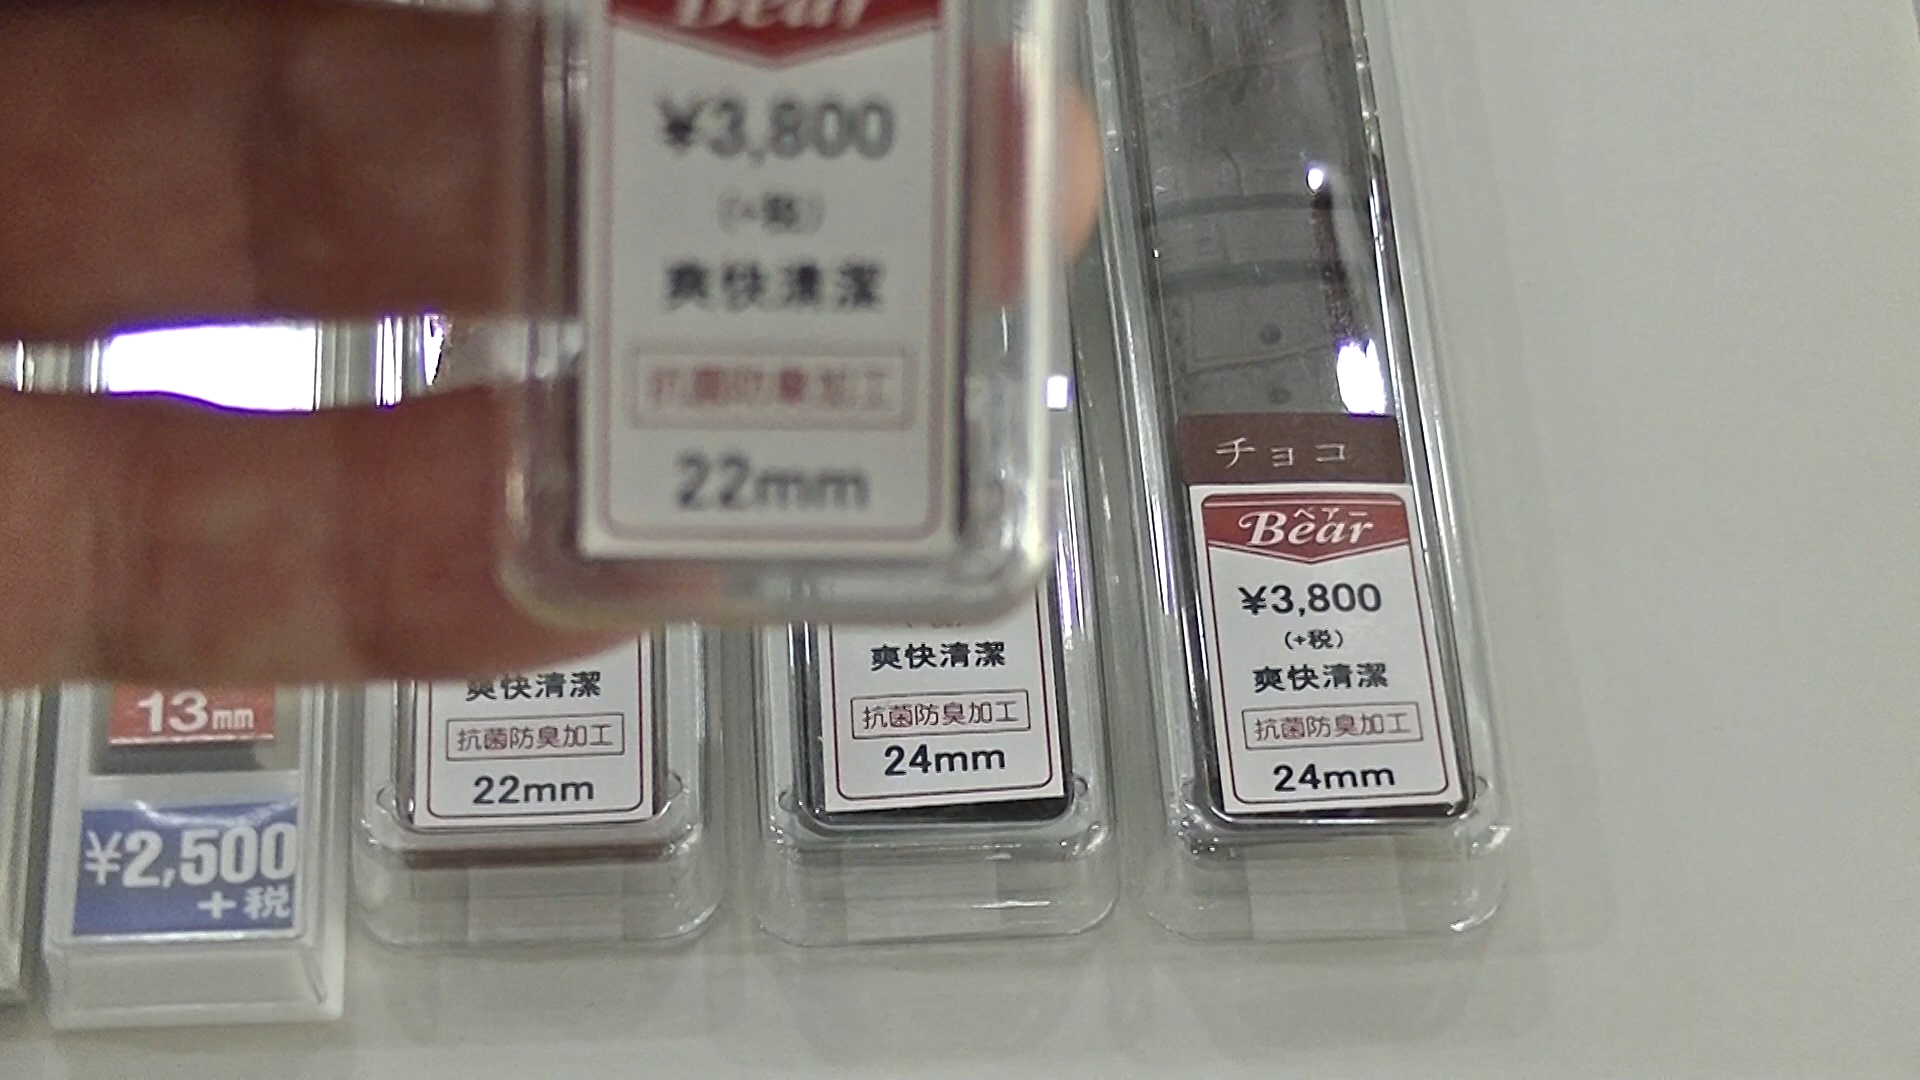 Bear
¥3,800
(+税)
爽快清潔
抗菌防臭加工
22mm
13mm
¥2,500
+税
爽快清潔
抗菌防臭加工
22mm
爽快清潔
抗菌防臭加工
24mm
チョコ
ベアー
Bear
¥3,800
(+税)
爽快清潔
抗菌防臭加工
24mm